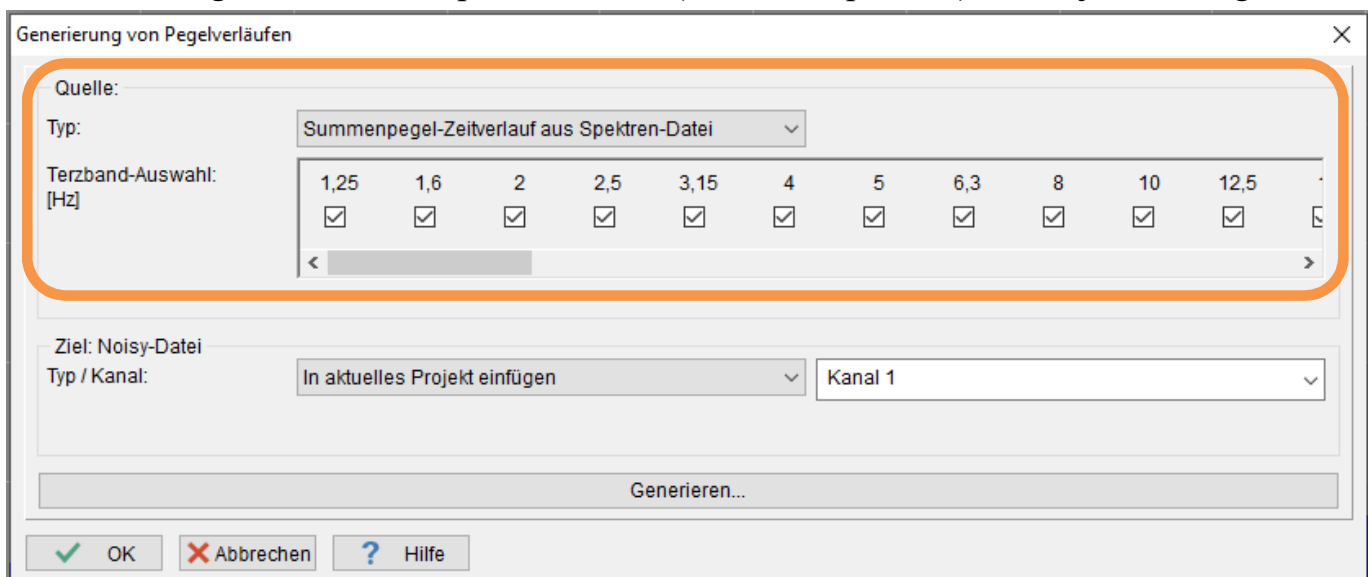 Generierung von Pegelverläufen
Quelle:
Typ: Summenpegel-Zeitverlauf aus Spektren-Datei
Terzband-Auswahl:
[Hz]
1,25 1,6 2 2,5 3,15 4 5 6,3 8 10 12,5
Ziel: Noisy-Datei
Typ / Kanal: In aktuelles Projekt einfügen Kanal 1
Generieren...
OK Abbrechen ? Hilfe